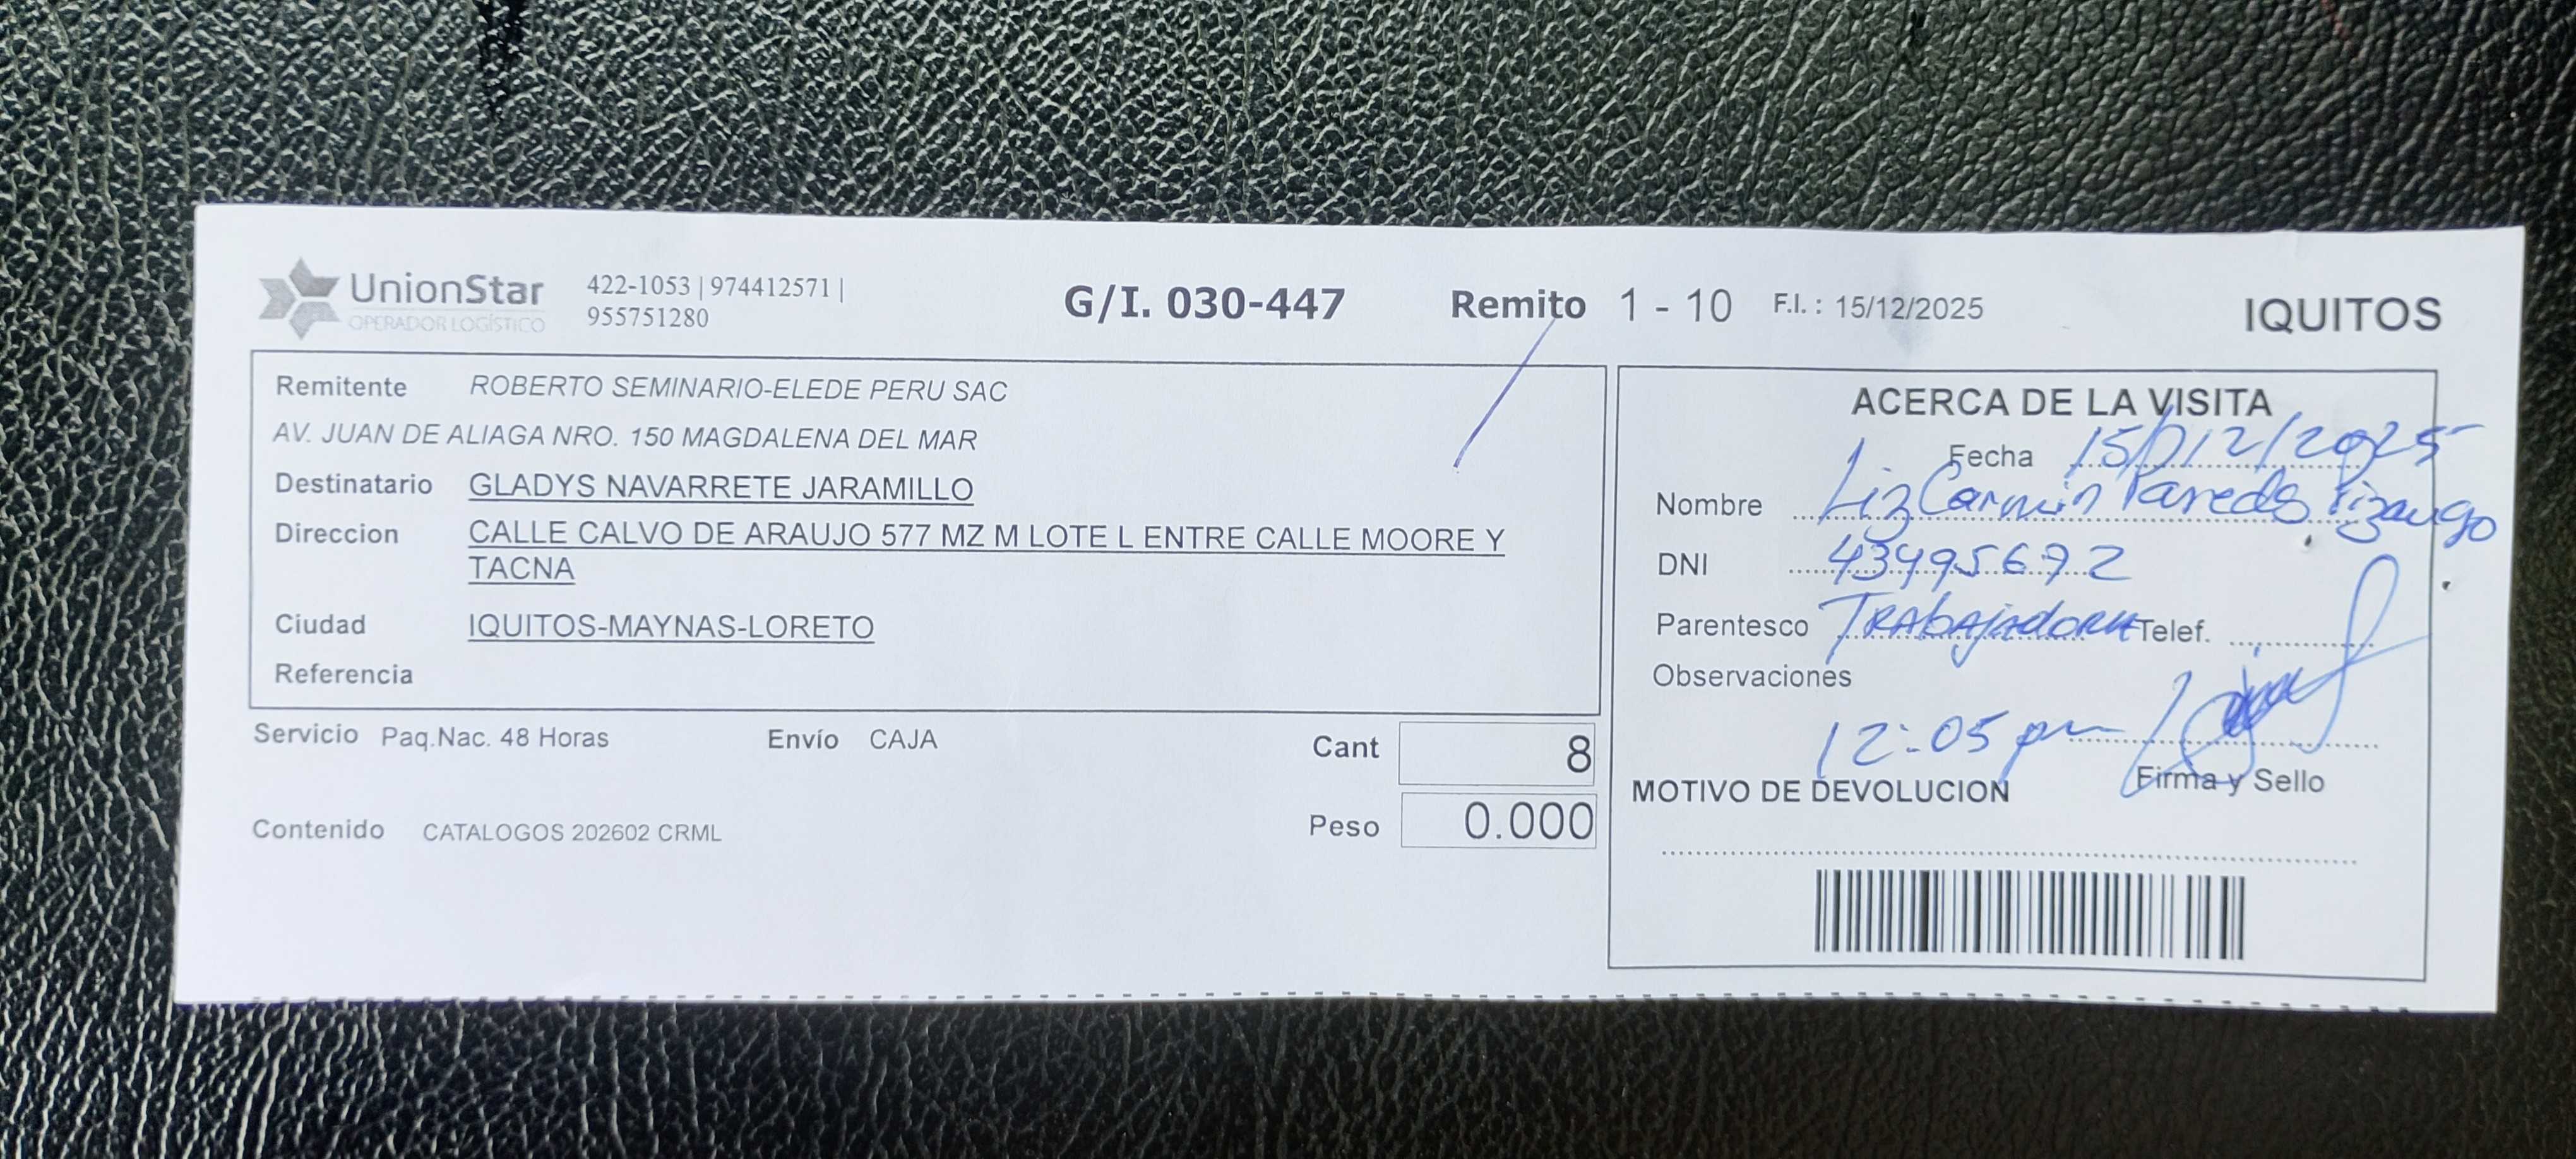 UnionStar
OPERADOR LOGÍSTICO
422-1053 | 974412571 |
955751280
G/I. 030-447
Remito 1 - 10
F.I. : 15/12/2025
IQUITOS
Remitente ROBERTO SEMINARIO-ELEDE PERU SAC
AV. JUAN DE ALIAGA NRO. 150 MAGDALENA DEL MAR
Destinatario GLADYS NAVARRETE JARAMILLO
Direccion CALLE CALVO DE ARAUJO 577 MZ M LOTE L ENTRE CALLE MOORE Y
TACNA
Ciudad IQUITOS-MAYNAS-LORETO
Referencia
Servicio Paq.Nac. 48 Horas Envío CAJA Cant 8
Contenido CATALOGOS 202602 CRML Peso 0.000
ACERCA DE LA VISITA
Fecha 15/12/2025
Nombre Liz Carmin Paredes
DNI 43495672
Parentesco TRABAJADORA Telef.
Observaciones
12:05 pm
Firma y Sello
MOTIVO DE DEVOLUCION